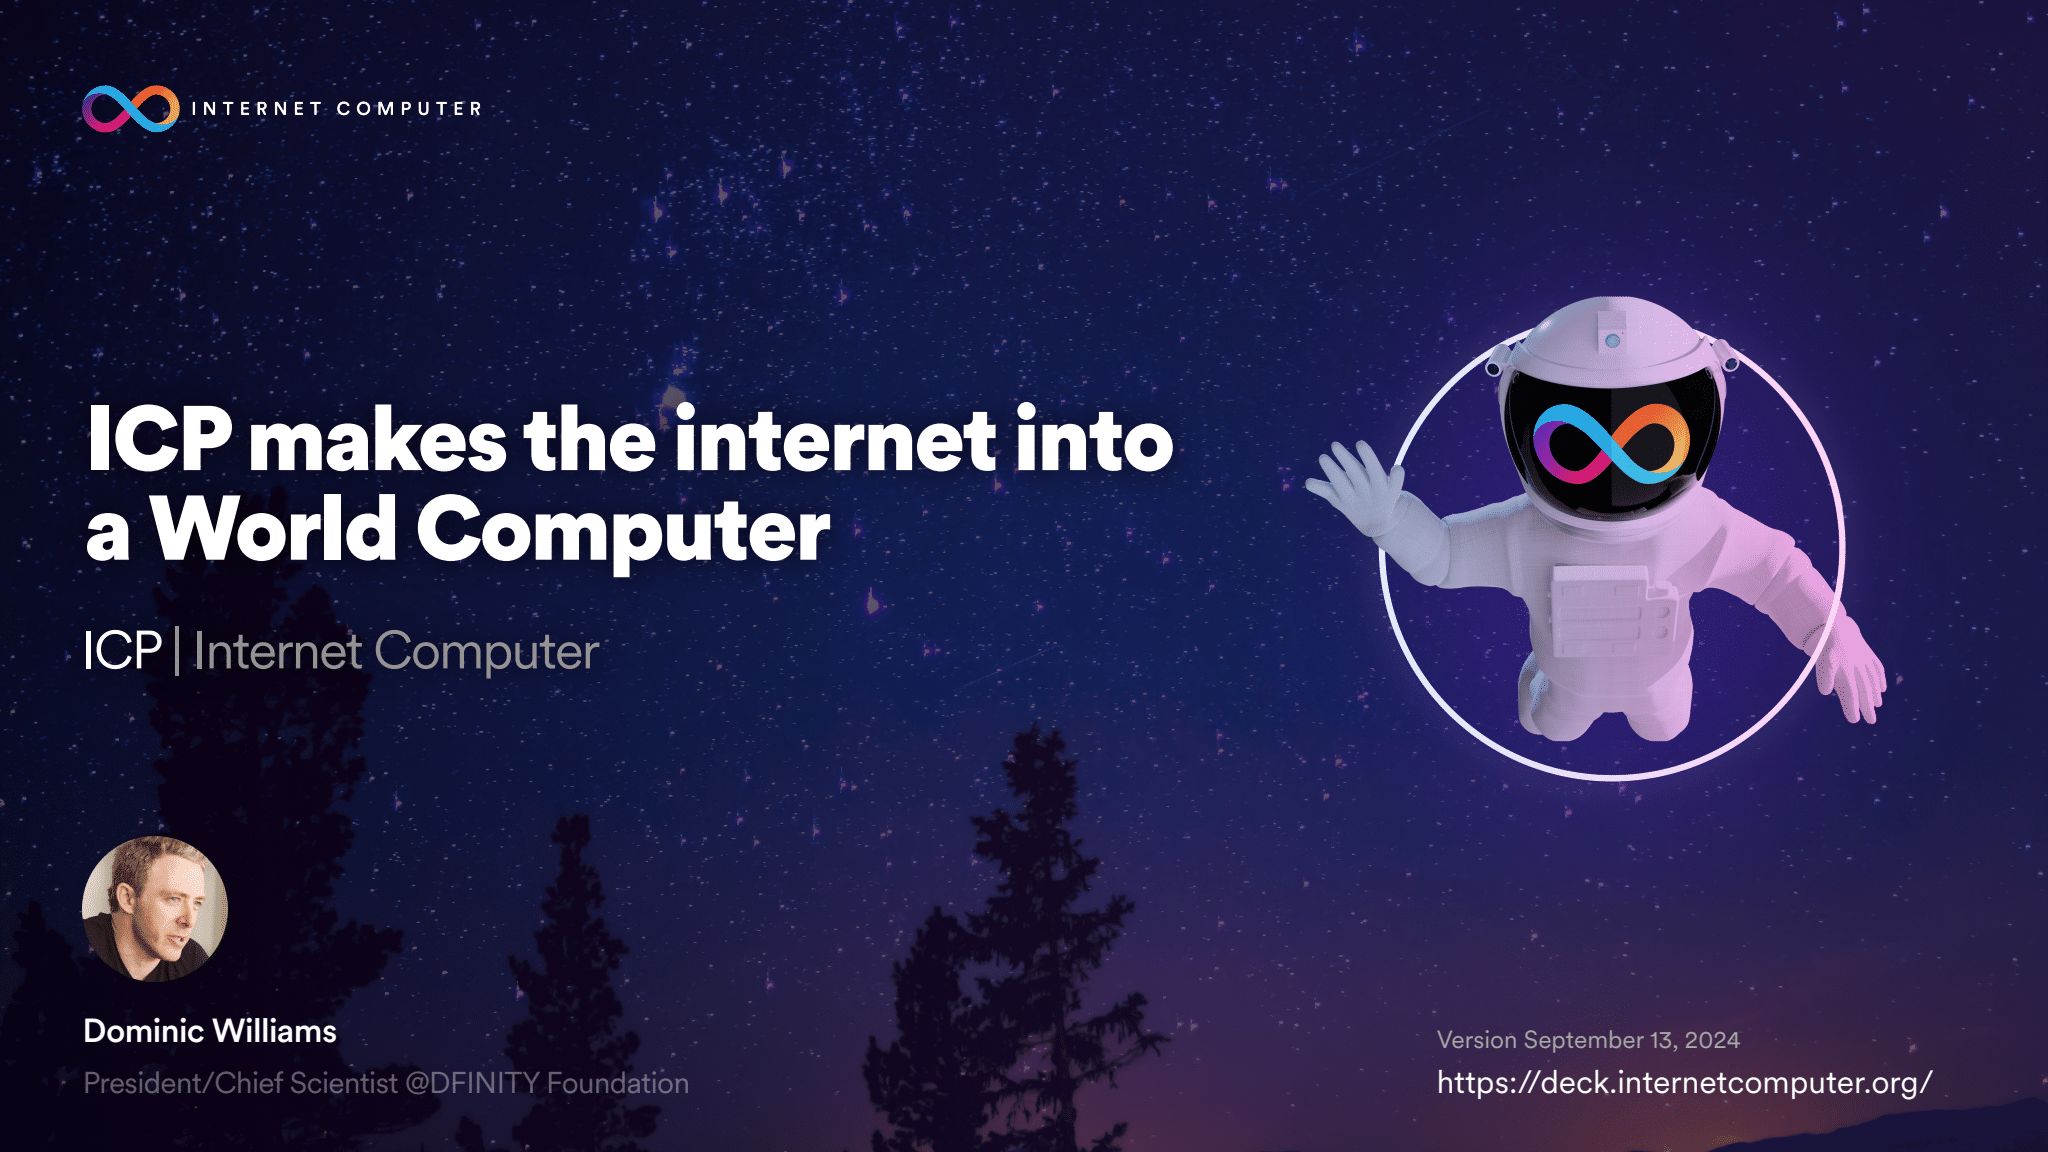 INTERNET COMPUTER
ICP makes the internet into
a World Computer
ICP | Internet Computer
Dominic Williams
President/Chief Scientist @DFINITY Foundation
Version September 13, 2024
https://deck.internetcomputer.org/